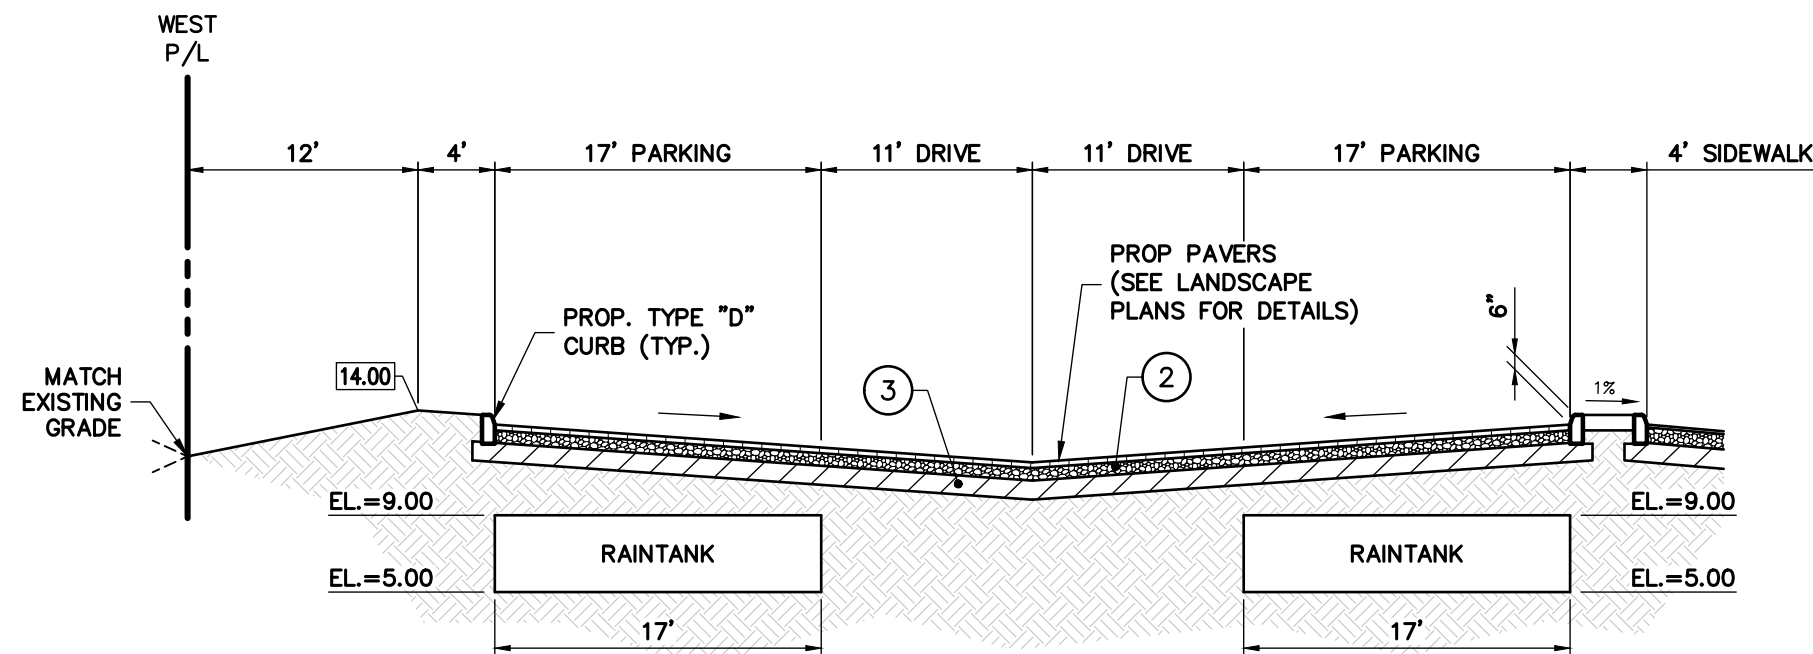 WEST
P/L
12'
4'
17' PARKING
11' DRIVE
11' DRIVE
17' PARKING
4' SIDEWALK
PROP PAVERS
(SEE LANDSCAPE
PLANS FOR DETAILS)
6"
PROP. TYPE "D"
CURB (TYP.)
MATCH
EXISTING
GRADE
14.00
3
2
1%
EL.=9.00
EL.=9.00
RAINTANK
RAINTANK
EL.=5.00
EL.=5.00
17'
17'